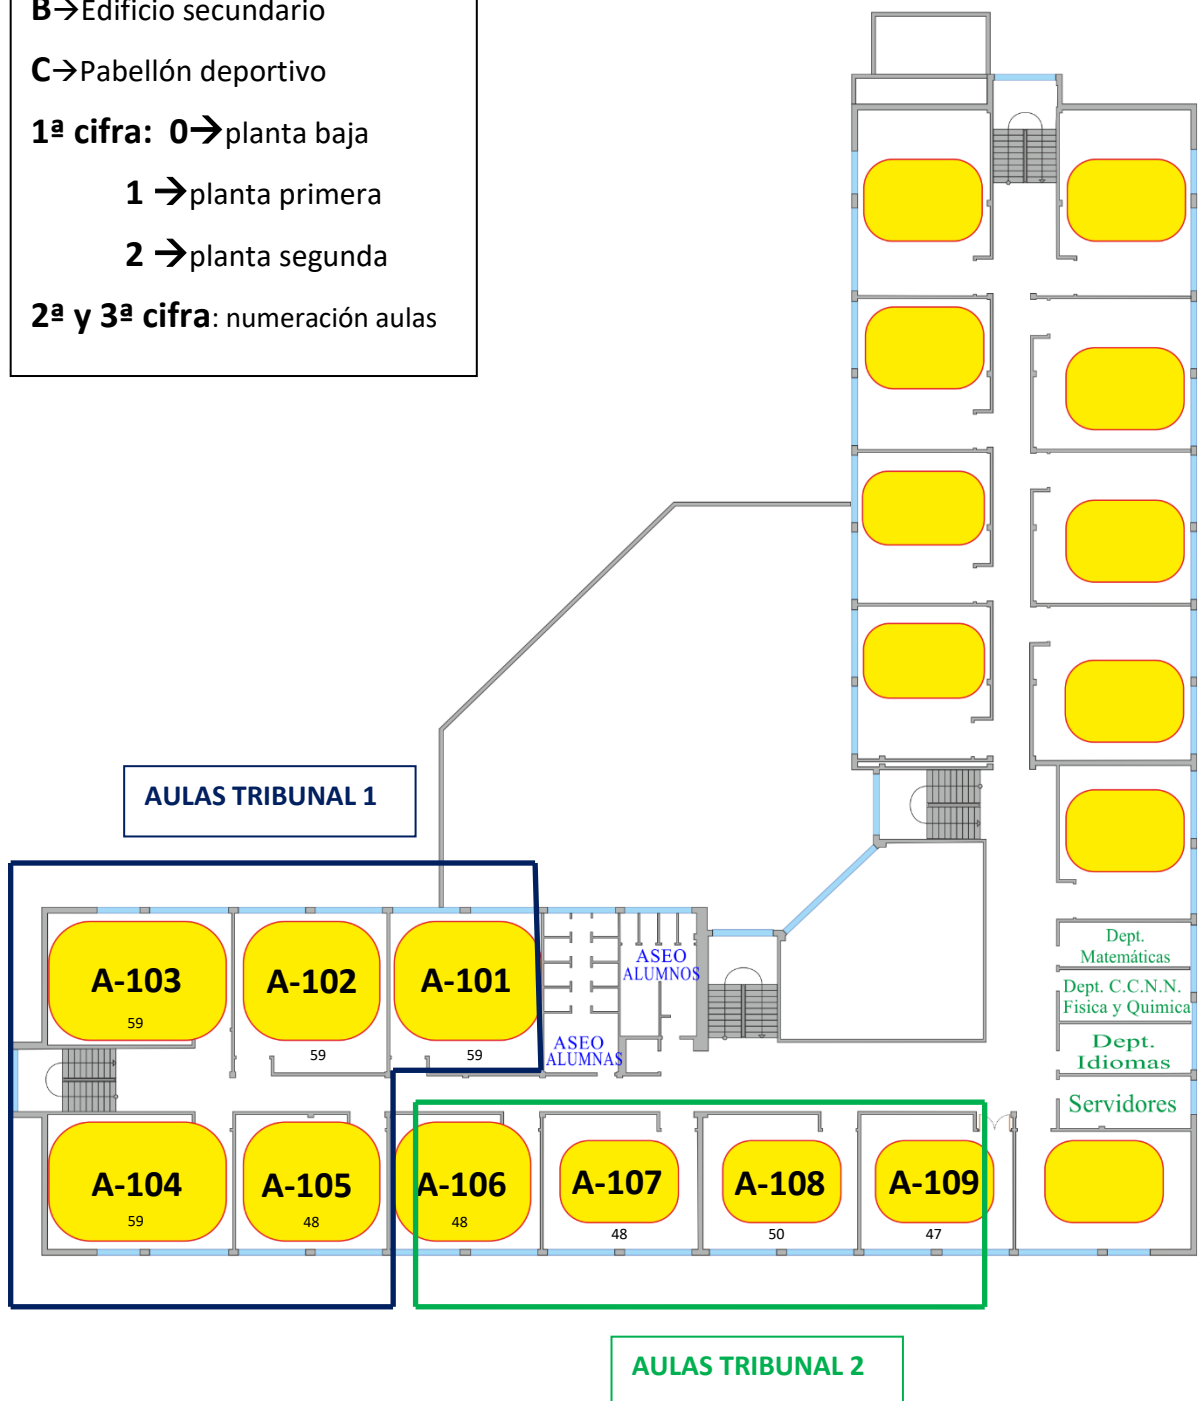 B→Edificio secundario
C→Pabellón deportivo
1ª cifra: 0→planta baja
1 →planta primera
2 →planta segunda
2ª y 3ª cifra: numeración aulas
AULAS TRIBUNAL 1
A-103
59
A-102
59
A-101
59
ASEO
ALUMNOS
ASEO
ALUMNAS
Dept.
Matemáticas
Dept. C.C.N.N.
Fisica y Quimica
Dept.
Idiomas
Servidores
A-104
59
A-105
48
A-106
48
A-107
48
A-108
50
A-109
47
AULAS TRIBUNAL 2